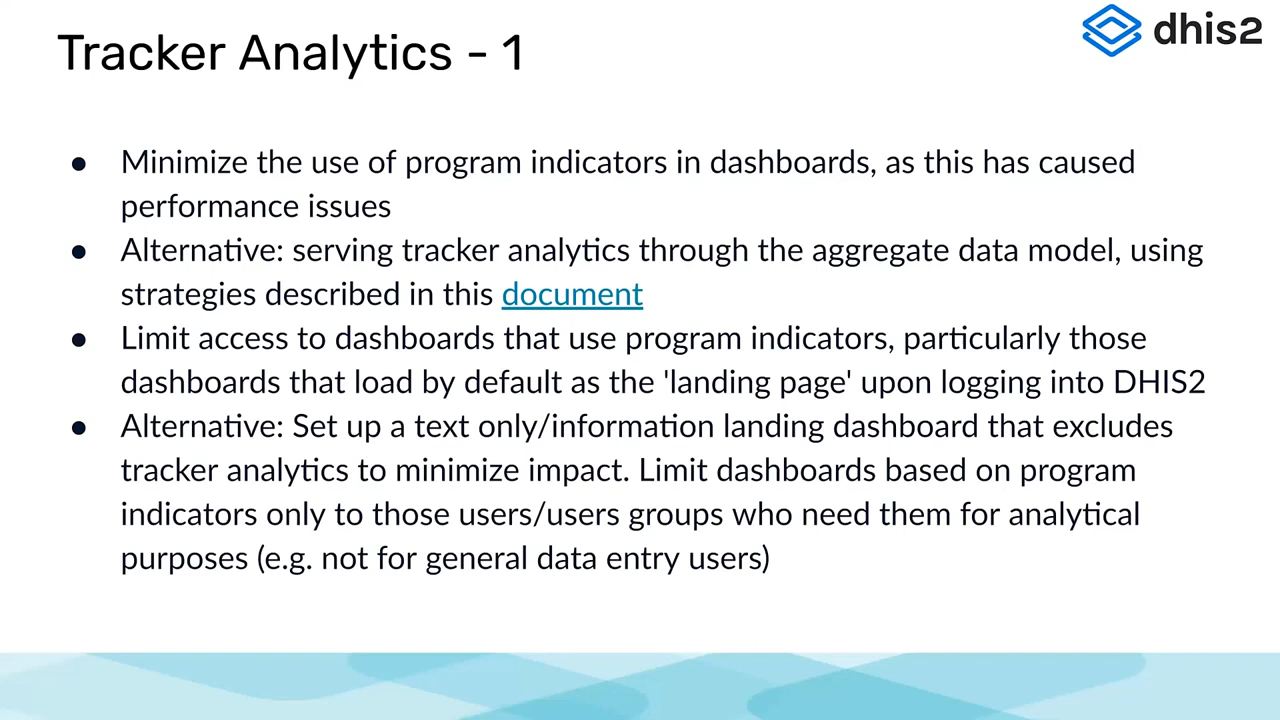 Tracker Analytics - 1
dhis2
● Minimize the use of program indicators in dashboards, as this has caused
performance issues
● Alternative: serving tracker analytics through the aggregate data model, using
strategies described in this document
● Limit access to dashboards that use program indicators, particularly those
dashboards that load by default as the 'landing page' upon logging into DHIS2
● Alternative: Set up a text only/information landing dashboard that excludes
tracker analytics to minimize impact. Limit dashboards based on program
indicators only to those users/users groups who need them for analytical
purposes (e.g. not for general data entry users)